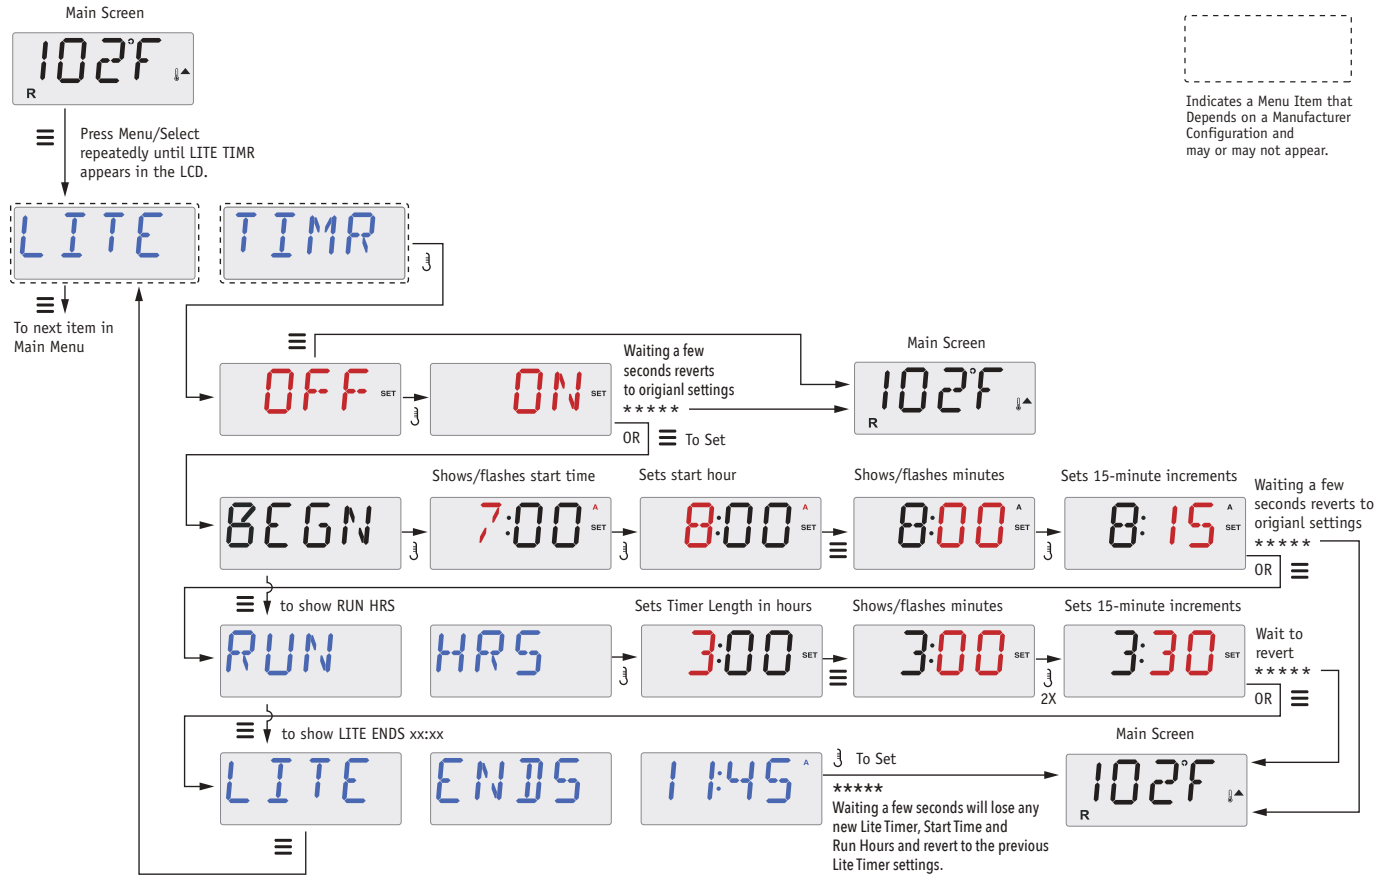 Main Screen
102°F
R
Press Menu/Select
repeatedly until LITE TIMR
appears in the LCD.
Indicates a Menu Item that
Depends on a Manufacturer
Configuration and
may or may not appear.
LITE
TIMR
To next item in
Main Menu
OFF SET
ON SET
Waiting a few
seconds reverts
to origianl settings
*****
OR
To Set
Main Screen
102°F
R
BEGN
Shows/flashes start time
7:00 A SET
Sets start hour
8:00 A SET
Shows/flashes minutes
8:00 A SET
Sets 15-minute increments
8:15 A SET
Waiting a few
seconds reverts to
origianl settings
*****
OR
to show RUN HRS
RUN
HRS
Sets Timer Length in hours
3:00 SET
Shows/flashes minutes
3:00 SET
2X
Sets 15-minute increments
3:30 SET
Wait to
revert
*****
OR
to show LITE ENDS xx:xx
LITE
ENDS
11:45 A
To Set
*****
Waiting a few seconds will lose any
new Lite Timer, Start Time and
Run Hours and revert to the previous
Lite Timer settings.
Main Screen
102°F
R